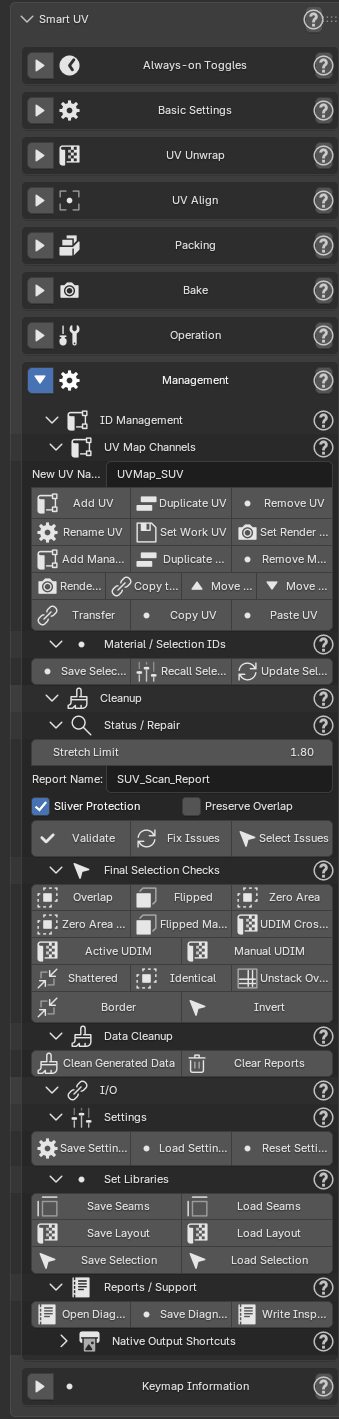 Smart UV
Always-on Toggles
Basic Settings
UV Unwrap
UV Align
Packing
Bake
Operation
Management
ID Management
UV Map Channels
New UV Na... UVMap_SUV
Add UV Duplicate UV Remove UV
Rename UV Set Work UV Set Render ...
Add Mana... Duplicate ... Remove M...
Rende... Copy t... Move ... Move ...
Transfer Copy UV Paste UV
Material / Selection IDs
Save Selec... Recall Sele... Update Sel...
Cleanup
Status / Repair
Stretch Limit 1.80
Report Name: SUV_Scan_Report
Sliver Protection Preserve Overlap
Validate Fix Issues Select Issues
Final Selection Checks
Overlap Flipped Zero Area
Zero Area ... Flipped Ma... UDIM Cros...
Active UDIM Manual UDIM
Shattered Identical Unstack Ov...
Border Invert
Data Cleanup
Clean Generated Data Clear Reports
I/O
Settings
Save Settin... Load Settin... Reset Setti...
Set Libraries
Save Seams Load Seams
Save Layout Load Layout
Save Selection Load Selection
Reports / Support
Open Diag... Save Diagn... Write Insp...
Native Output Shortcuts
Keymap Information